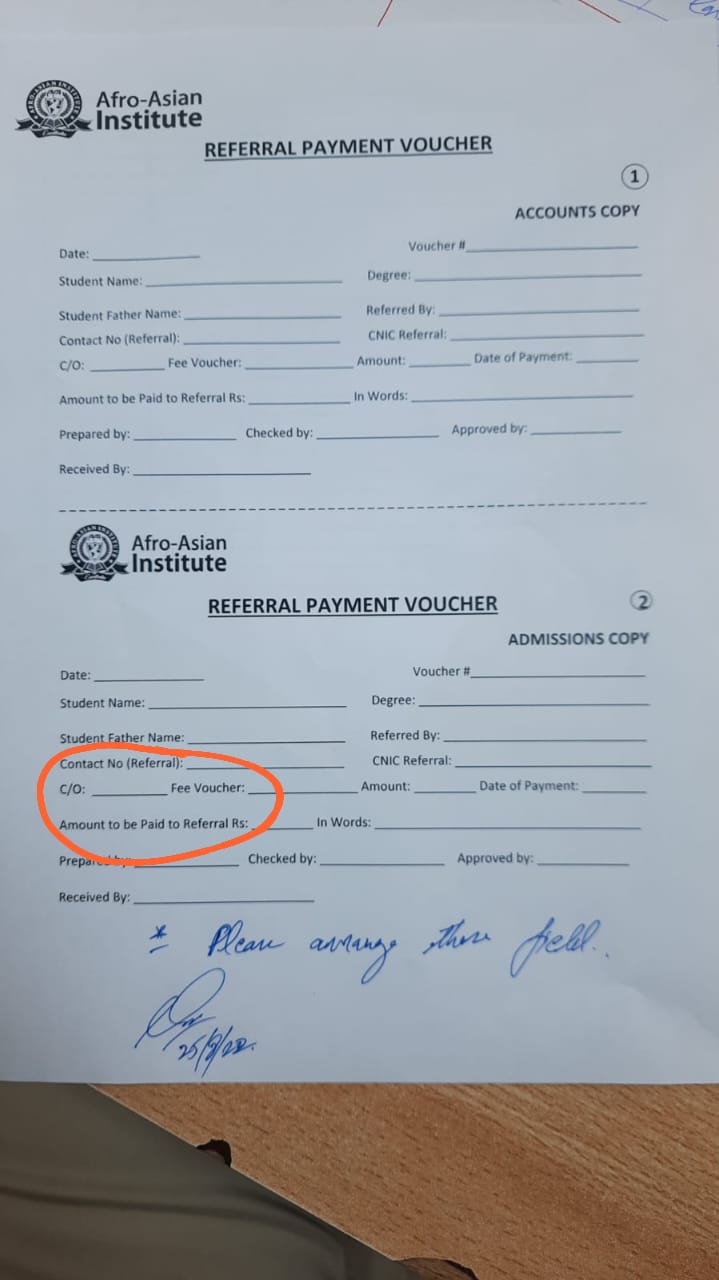 Afro-Asian
Institute
REFERRAL PAYMENT VOUCHER
1
ACCOUNTS COPY
Date: ____________ Voucher #____________
Student Name: ____________ Degree: ____________
Student Father Name: ____________ Referred By: ____________
Contact No (Referral): ____________ CNIC Referral: ____________
C/O: ____________ Fee Voucher: ____________ Amount: ____________ Date of Payment: ____________
Amount to be Paid to Referral Rs: ____________ In Words: ____________
Prepared by: ____________ Checked by: ____________ Approved by: ____________
Received By: ____________
Afro-Asian
Institute
REFERRAL PAYMENT VOUCHER
2
ADMISSIONS COPY
Date: ____________ Voucher #____________
Student Name: ____________ Degree: ____________
Student Father Name: ____________ Referred By: ____________
Contact No (Referral): ____________ CNIC Referral: ____________
C/O: ____________ Fee Voucher: ____________ Amount: ____________ Date of Payment: ____________
Amount to be Paid to Referral Rs: ____________ In Words: ____________
Prepared by: ____________ Checked by: ____________ Approved by: ____________
Received By: ____________
* Please arrange these field..